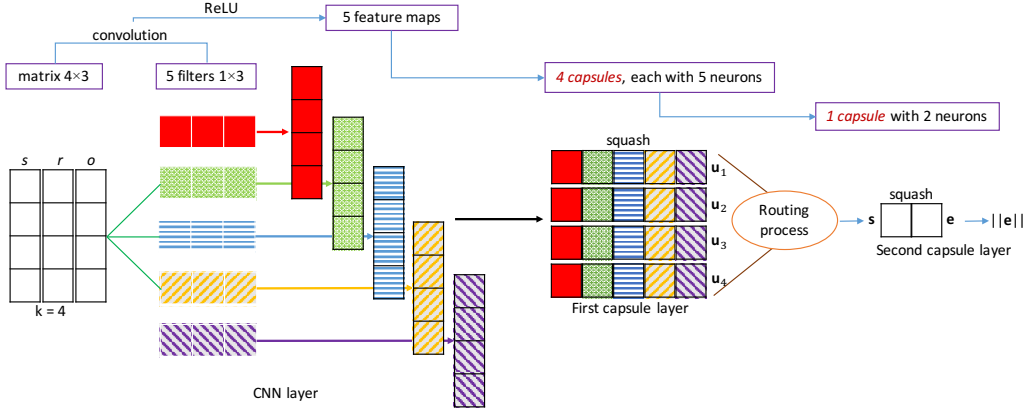 ReLU
5 feature maps
convolution
matrix 4×3
5 filters 1×3
4 capsules, each with 5 neurons
1 capsule with 2 neurons
s r o
k = 4
CNN layer
squash
u1
u2
u3
u4
First capsule layer
Routing
process
squash
s e ||e||
Second capsule layer